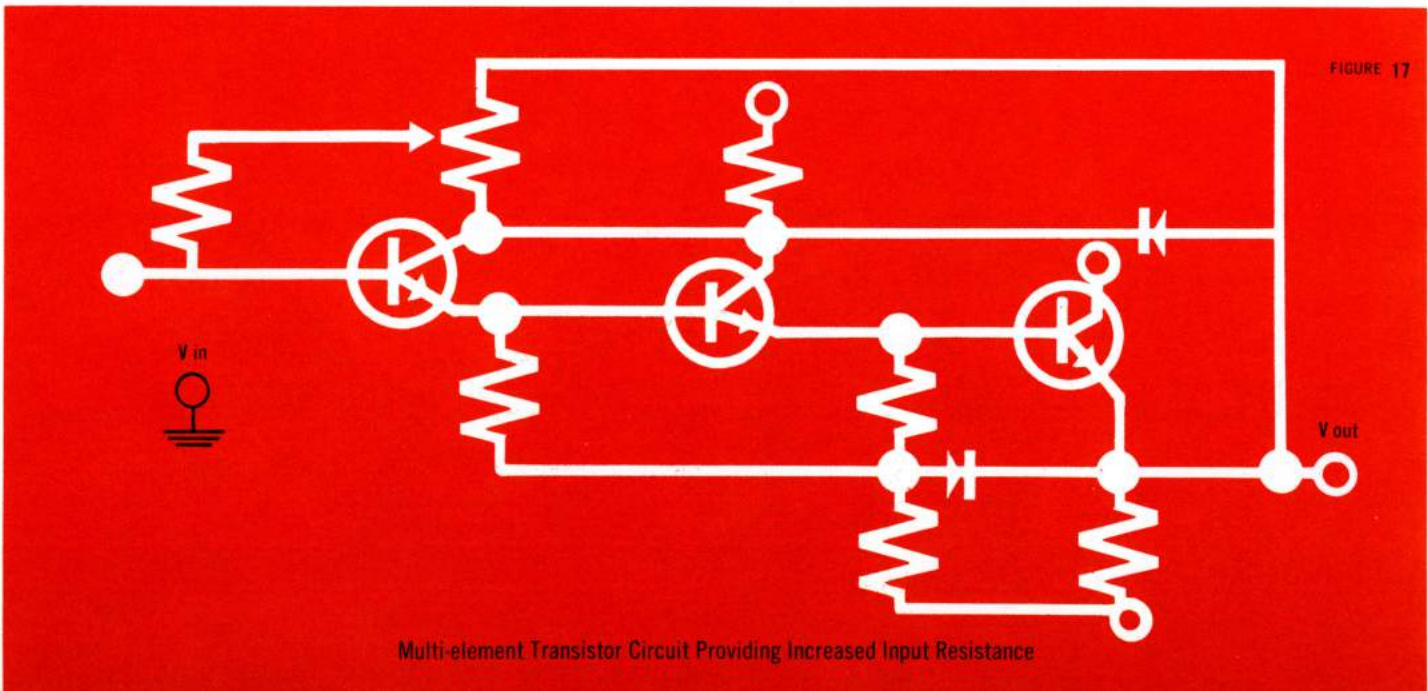 FIGURE 17
V in
V out
Multi-element Transistor Circuit Providing Increased Input Resistance